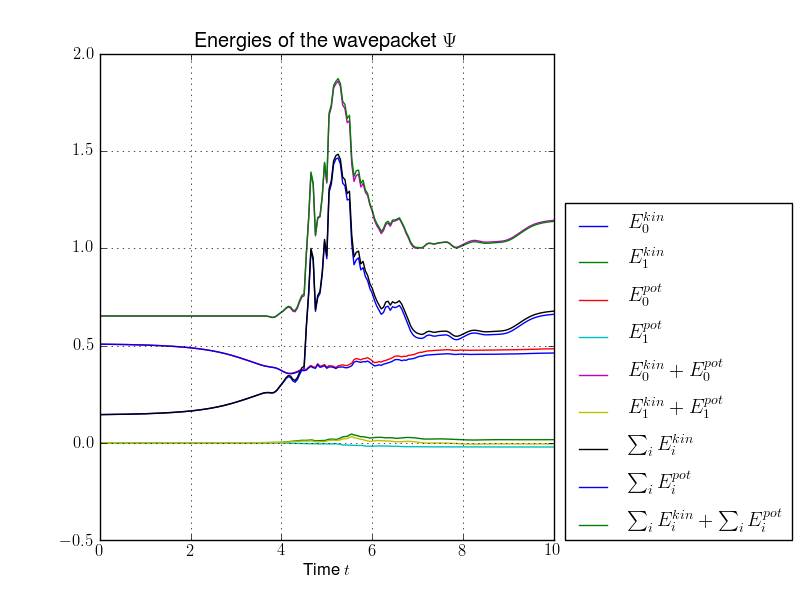 Energies of the wavepacket Ψ
2.0
1.5
1.0
0.5
0.0
−0.5
0 2 4 6 8 10
Time t
E_0^{kin}
E_1^{kin}
E_0^{pot}
E_1^{pot}
E_0^{kin} + E_0^{pot}
E_1^{kin} + E_1^{pot}
∑_i E_i^{kin}
∑_i E_i^{pot}
∑_i E_i^{kin} + ∑_i E_i^{pot}